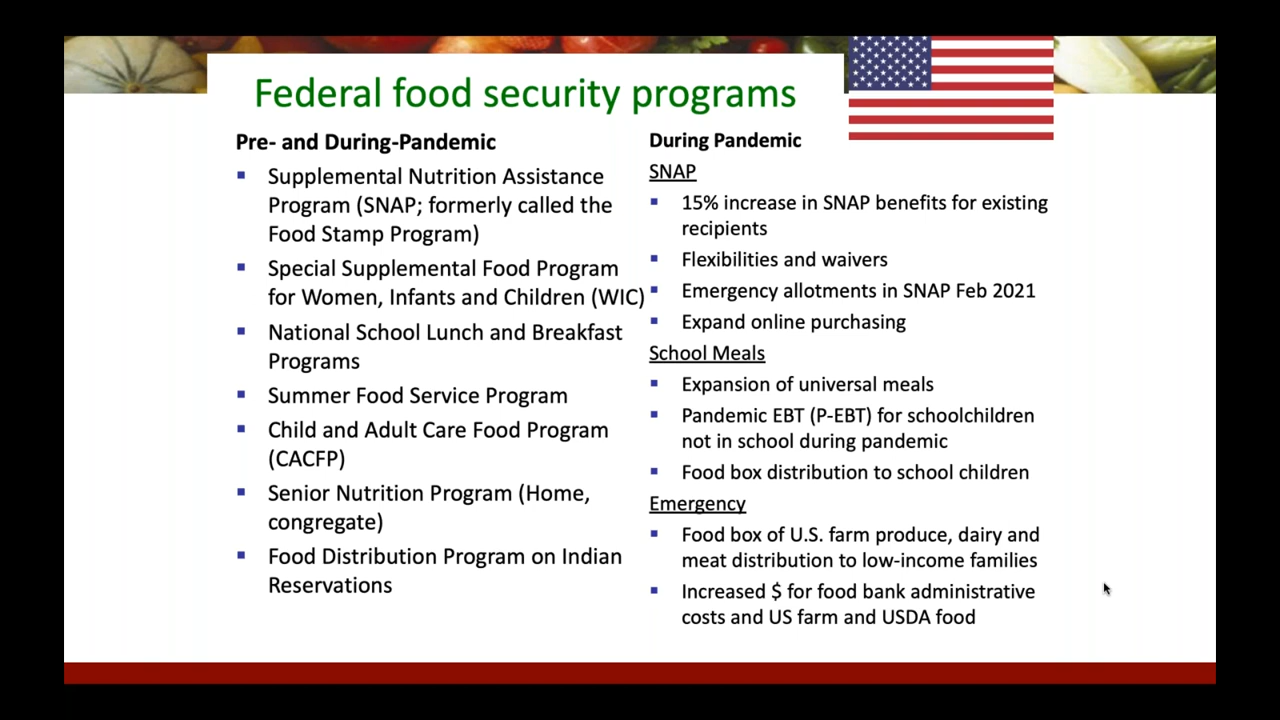 Federal food security programs
Pre- and During-Pandemic
▪ Supplemental Nutrition Assistance
Program (SNAP; formerly called the
Food Stamp Program)
▪ Special Supplemental Food Program
for Women, Infants and Children (WIC)
▪ National School Lunch and Breakfast
Programs
▪ Summer Food Service Program
▪ Child and Adult Care Food Program
(CACFP)
▪ Senior Nutrition Program (Home,
congregate)
▪ Food Distribution Program on Indian
Reservations
During Pandemic
SNAP
▪ 15% increase in SNAP benefits for existing
recipients
▪ Flexibilities and waivers
▪ Emergency allotments in SNAP Feb 2021
▪ Expand online purchasing
School Meals
▪ Expansion of universal meals
▪ Pandemic EBT (P-EBT) for schoolchildren
not in school during pandemic
▪ Food box distribution to school children
Emergency
▪ Food box of U.S. farm produce, dairy and
meat distribution to low-income families
▪ Increased $ for food bank administrative
costs and US farm and USDA food